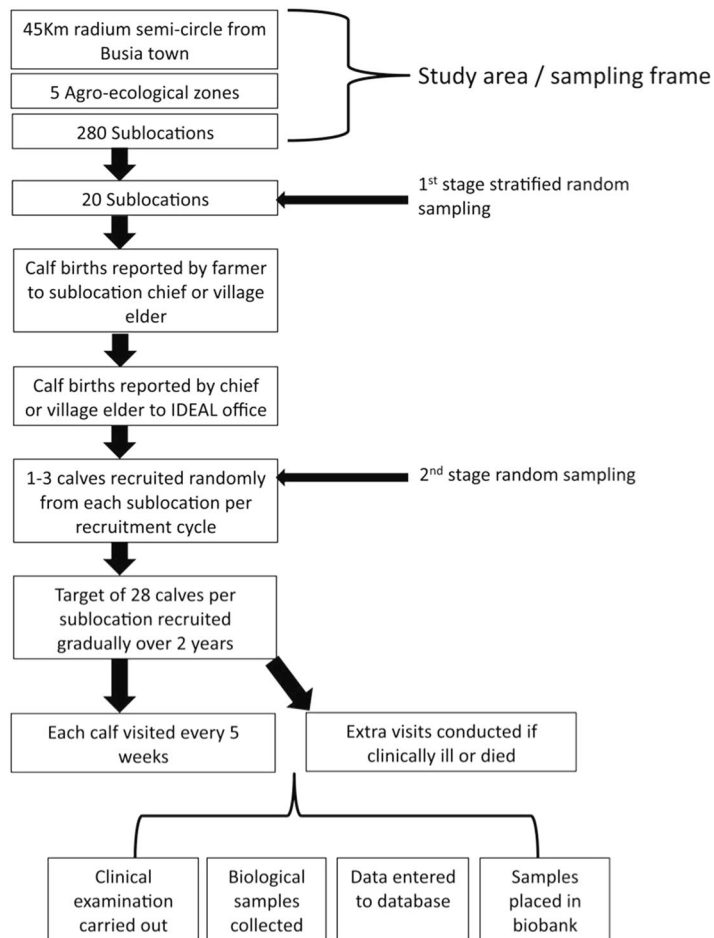 45Km radium semi-circle from
Busia town
5 Agro-ecological zones
280 Sublocations
Study area / sampling frame
20 Sublocations
1st stage stratified random
sampling
Calf births reported by farmer
to sublocation chief or village
elder
Calf births reported by chief
or village elder to IDEAL office
1-3 calves recruited randomly
from each sublocation per
recruitment cycle
2nd stage random sampling
Target of 28 calves per
sublocation recruited
gradually over 2 years
Each calf visited every 5
weeks
Extra visits conducted if
clinically ill or died
Clinical
examination
carried out
Biological
samples
collected
Data entered
to database
Samples
placed in
biobank